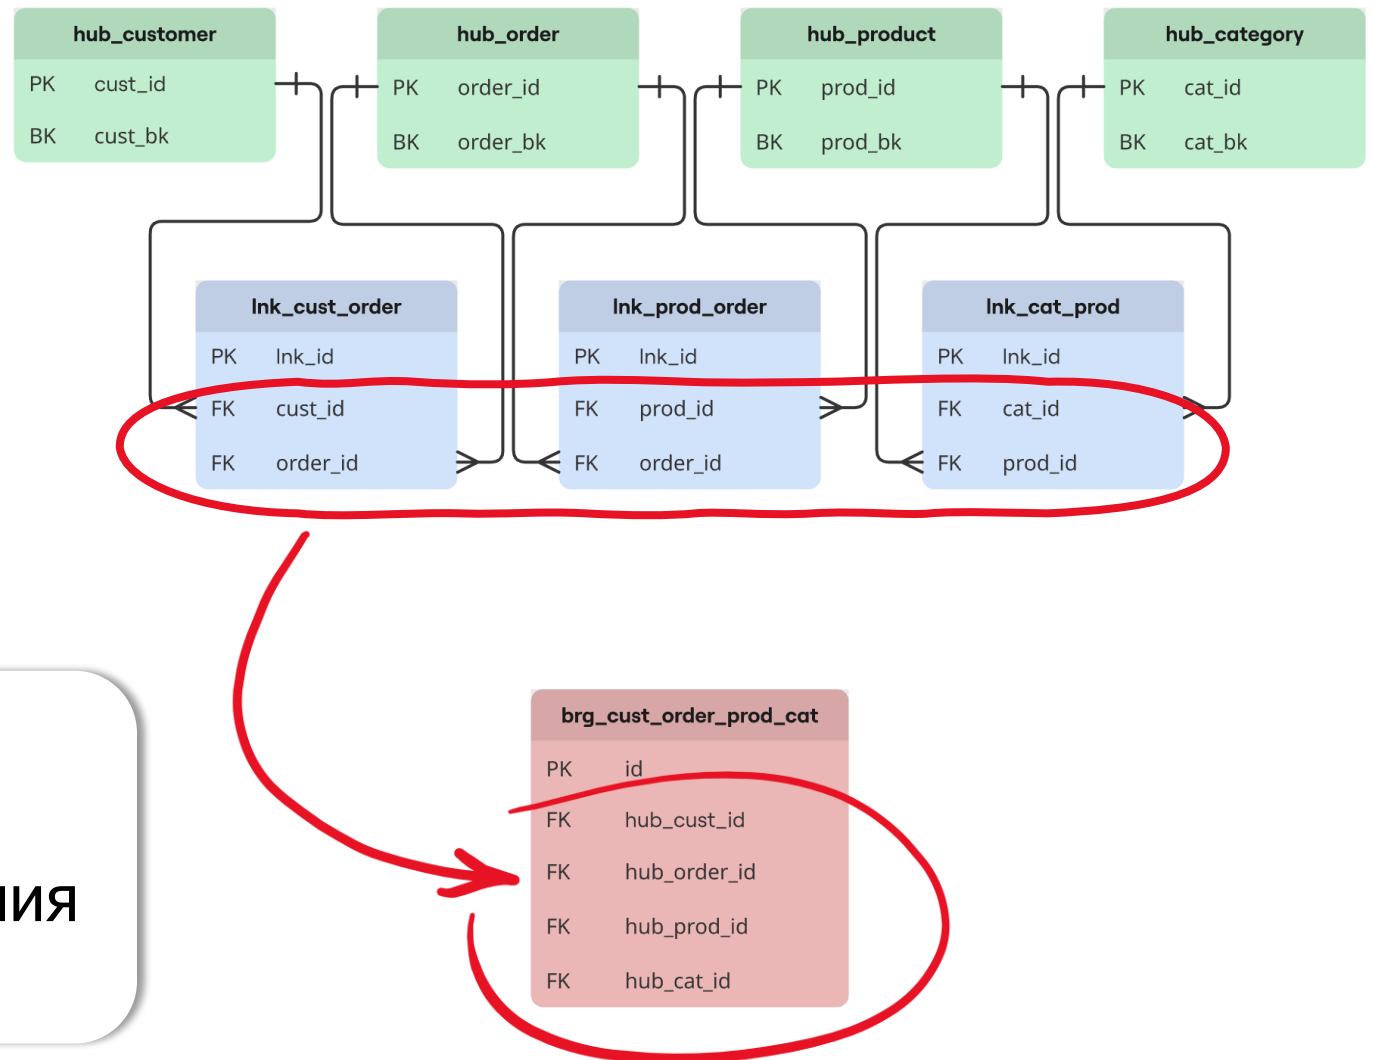 hub_customer
PK cust_id
BK cust_bk
hub_order
PK order_id
BK order_bk
hub_product
PK prod_id
BK prod_bk
hub_category
PK cat_id
BK cat_bk
lnk_cust_order
PK lnk_id
FK cust_id
FK order_id
lnk_prod_order
PK lnk_id
FK prod_id
FK order_id
lnk_cat_prod
PK lnk_id
FK cat_id
FK prod_id
brg_cust_order_prod_cat
PK id
FK hub_cust_id
FK hub_order_id
FK hub_prod_id
FK hub_cat_id